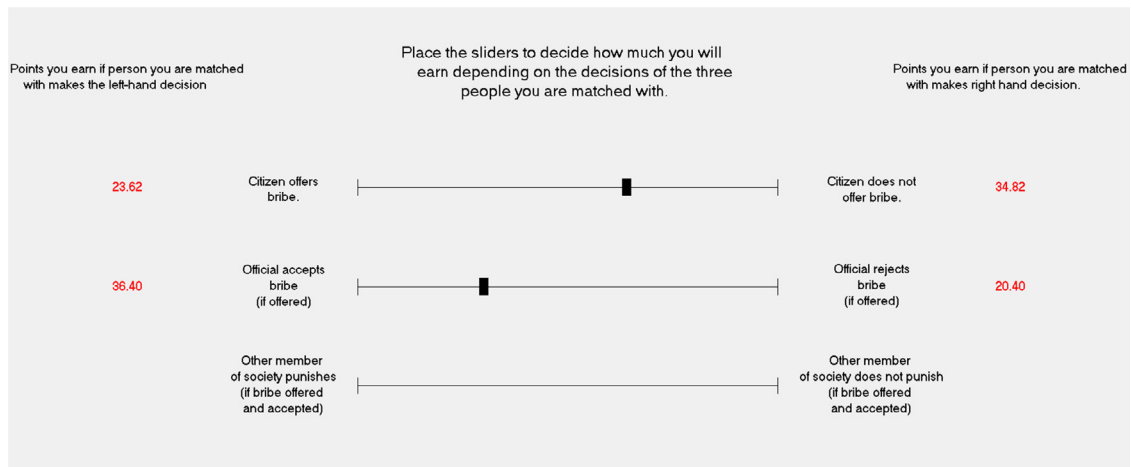 Place the sliders to decide how much you will
earn depending on the decisions of the three
people you are matched with.
Points you earn if person you are matched
with makes the left-hand decision
Points you earn if person you are matched
with makes right hand decision.
23.62
Citizen offers
bribe.
Citizen does not
offer bribe.
34.82
36.40
Official accepts
bribe
(if offered)
Official rejects
bribe
(if offered)
20.40
Other member
of society punishes
(if bribe offered
and accepted)
Other member
of society does not punish
(if bribe offered
and accepted)